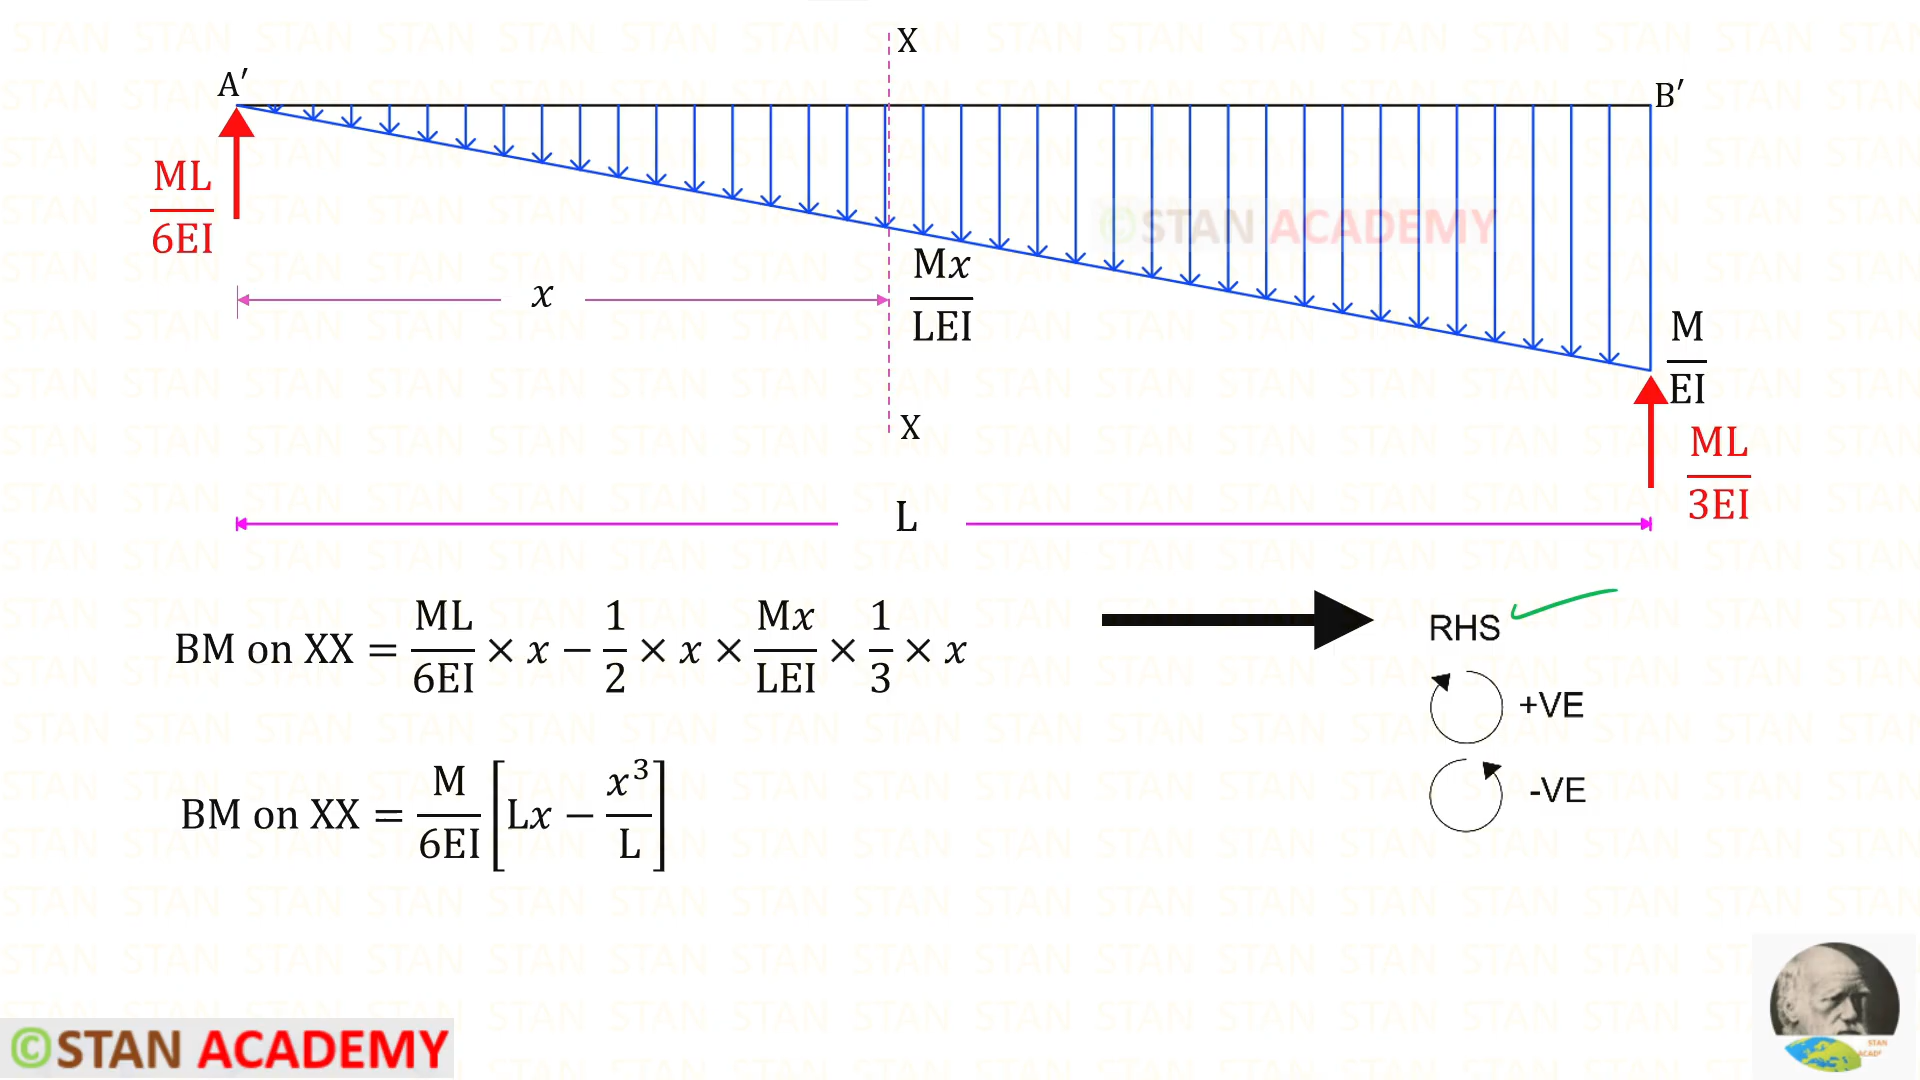 X
A′
B′
©STAN ACADEMY
ML
6EI
x
Mx
LEI
M
EI
X
ML
3EI
L
BM on XX = ML/6EI × x − 1/2 × x × Mx/LEI × 1/3 × x
RHS
+VE
-VE
BM on XX = M/6EI [Lx − x³/L]
©STAN ACADEMY
STAN